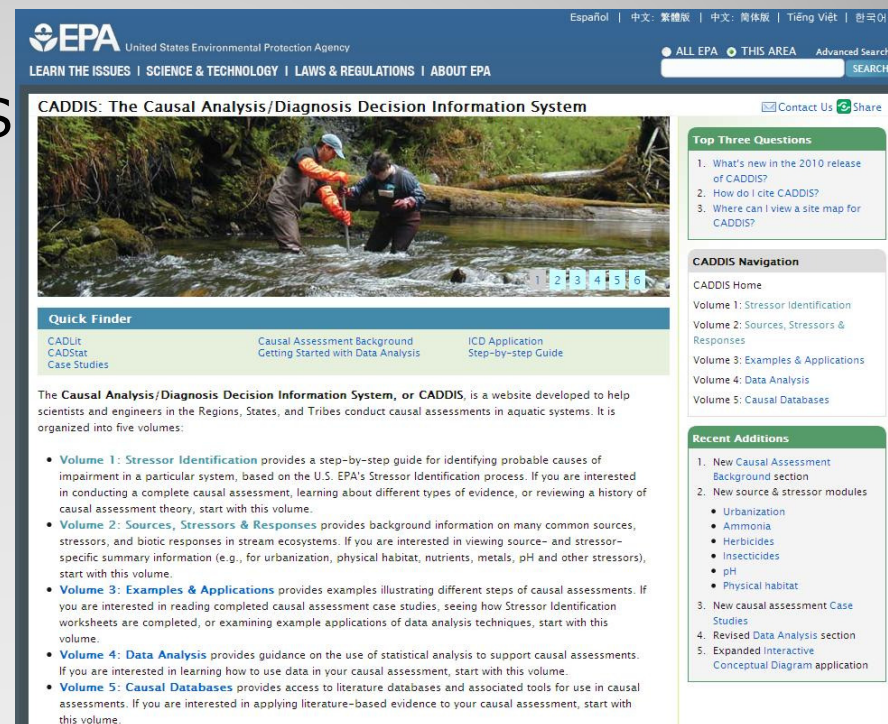 S
Español | 中文: 繁體版 | 中文: 简体版 | Tiếng Việt | 한국어
EPA United States Environmental Protection Agency
ALL EPA THIS AREA Advanced Search
LEARN THE ISSUES | SCIENCE & TECHNOLOGY | LAWS & REGULATIONS | ABOUT EPA
SEARCH
CADDIS: The Causal Analysis/Diagnosis Decision Information System
Contact Us Share
1 2 3 4 5 6
Quick Finder
CADLit
CADStat
Case Studies
Causal Assessment Background
Getting Started with Data Analysis
ICD Application
Step-by-step Guide
The Causal Analysis/Diagnosis Decision Information System, or CADDIS, is a website developed to help
scientists and engineers in the Regions, States, and Tribes conduct causal assessments in aquatic systems. It is
organized into five volumes:
• Volume 1: Stressor Identification provides a step-by-step guide for identifying probable causes of
impairment in a particular system, based on the U.S. EPA's Stressor Identification process. If you are interested
in conducting a complete causal assessment, learning about different types of evidence, or reviewing a history of
causal assessment theory, start with this volume.
• Volume 2: Sources, Stressors & Responses provides background information on many common sources,
stressors, and biotic responses in stream ecosystems. If you are interested in viewing source- and stressor-
specific summary information (e.g., for urbanization, physical habitat, nutrients, metals, pH and other stressors),
start with this volume.
• Volume 3: Examples & Applications provides examples illustrating different steps of causal assessments. If
you are interested in reading completed causal assessment case studies, seeing how Stressor Identification
worksheets are completed, or examining example applications of data analysis techniques, start with this
volume.
• Volume 4: Data Analysis provides guidance on the use of statistical analysis to support causal assessments.
If you are interested in learning how to use data in your causal assessment, start with this volume.
• Volume 5: Causal Databases provides access to literature databases and associated tools for use in causal
assessments. If you are interested in applying literature-based evidence to your causal assessment, start with
this volume.
Top Three Questions
1. What's new in the 2010 release
of CADDIS?
2. How do I cite CADDIS?
3. Where can I view a site map for
CADDIS?
CADDIS Navigation
CADDIS Home
Volume 1: Stressor Identification
Volume 2: Sources, Stressors &
Responses
Volume 3: Examples & Applications
Volume 4: Data Analysis
Volume 5: Causal Databases
Recent Additions
1. New Causal Assessment
Background section
2. New source & stressor modules
• Urbanization
• Ammonia
• Herbicides
• Insecticides
• pH
• Physical habitat
3. New causal assessment Case
Studies
4. Revised Data Analysis section
5. Expanded Interactive
Conceptual Diagram application